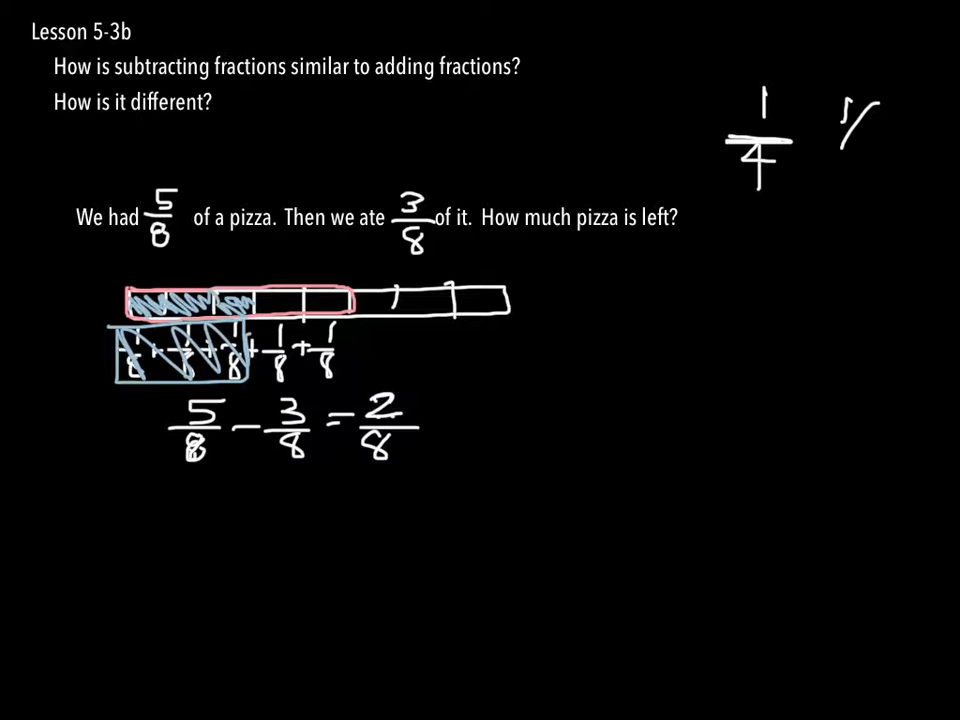 Lesson 5-3b
How is subtracting fractions similar to adding fractions?
How is it different?
1/4
We had 5/8 of a pizza. Then we ate 3/8 of it. How much pizza is left?
1/8 + 1/8 + 1/8 + 1/8 + 1/8
5/8 - 3/8 = 2/8